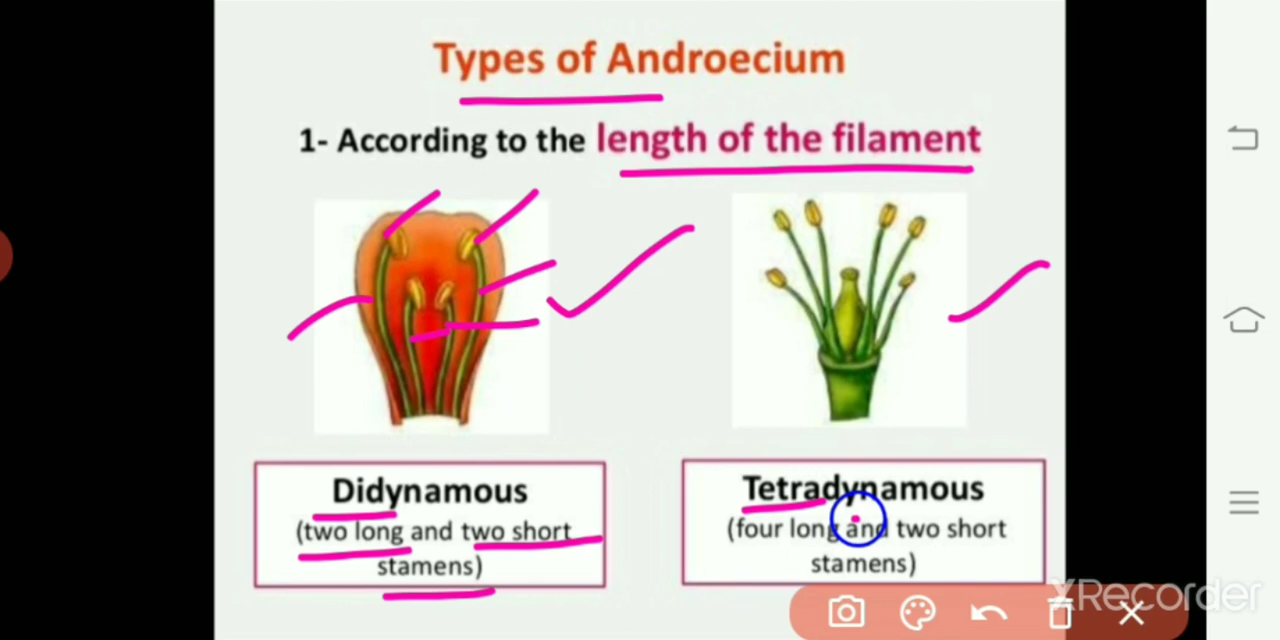 Types of Androecium
1- According to the length of the filament
Didynamous
(two long and two short
stamens)
Tetradynamous
(four long and two short
stamens)
XRecorder